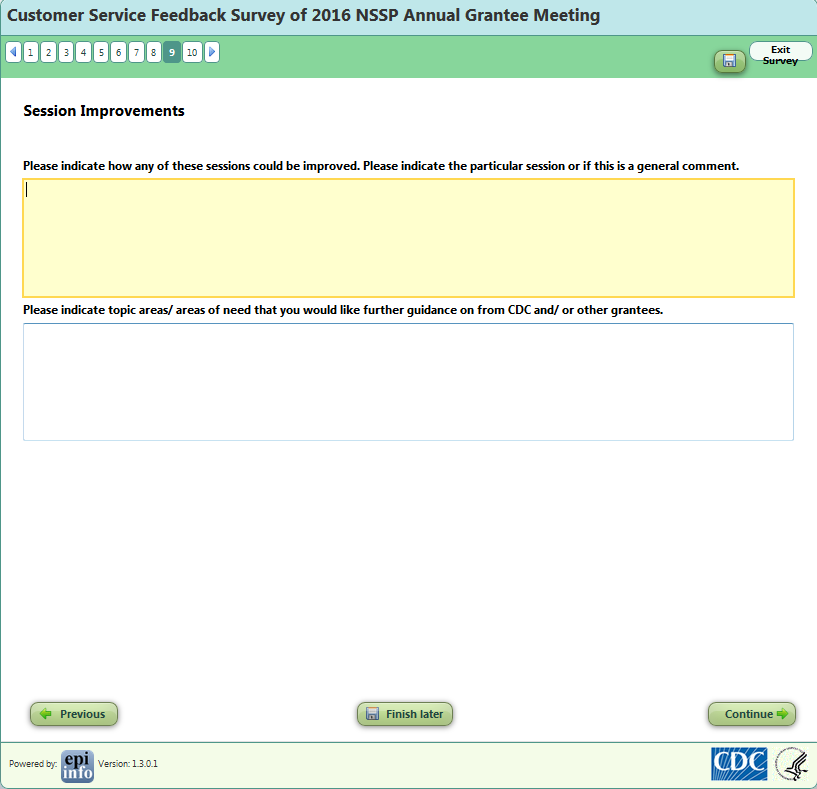 Customer Service Feedback Survey of 2016 NSSP Annual Grantee Meeting
1 2 3 4 5 6 7 8 9 10
Exit
Survey
Session Improvements
Please indicate how any of these sessions could be improved. Please indicate the particular session or if this is a general comment.
Please indicate topic areas/ areas of need that you would like further guidance on from CDC and/ or other grantees.
Previous Finish later Continue
Powered by: epi info Version: 1.3.0.1 CDC